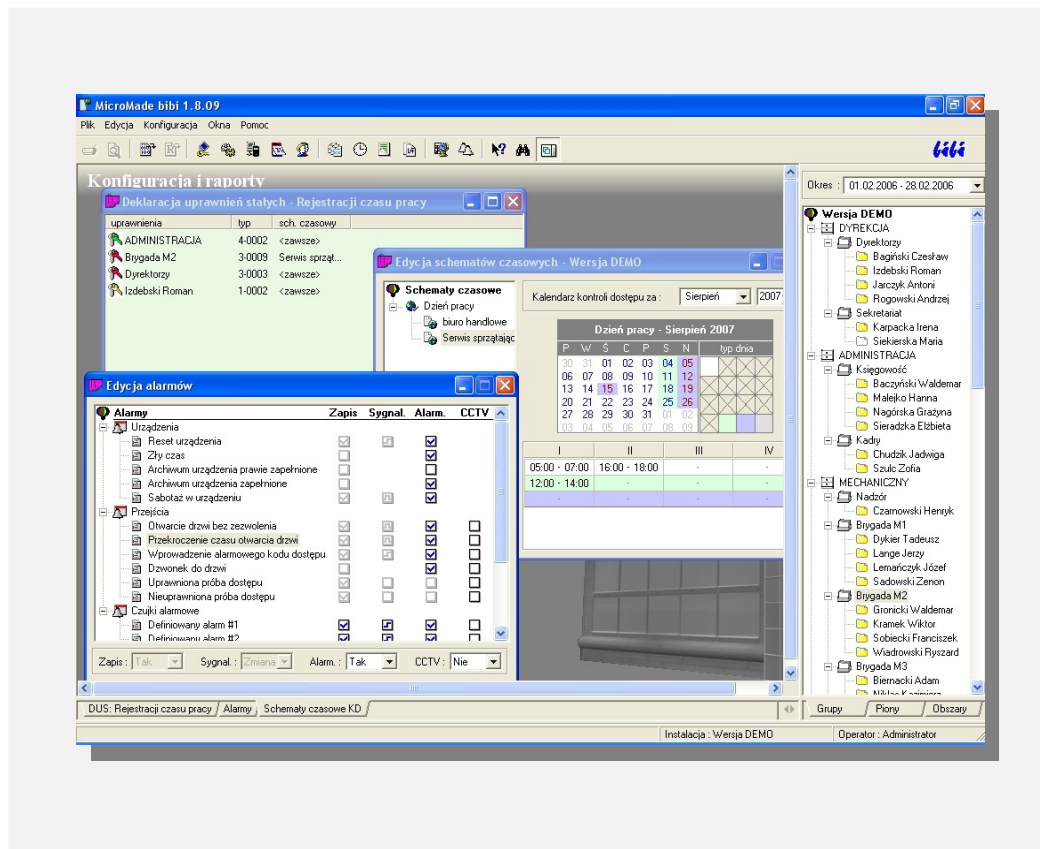 MicroMade bibi 1.8.09
Plik Edycja Konfiguracja Okna Pomoc
bibi
Konfiguracja i raporty
Deklaracja uprawnień stałych - Rejestracji czasu pracy
uprawnienia typ sch. czasowy
ADMINISTRACJA 4-0002 <zawsze>
Brygada M2 3-0009 Serwis sprząt...
Dyrektorzy 3-0003 <zawsze>
Izdebski Roman 1-0002 <zawsze>
Edycja schematów czasowych - Wersja DEMO
Schematy czasowe
Dzień pracy
biuro handlowe
Serwis sprzątając
Kalendarz kontroli dostępu za : Sierpień 2007
Dzień pracy - Sierpień 2007
P W Ś C P S N typ dnia
30 31 01 02 03 04 05
06 07 08 09 10 11 12
13 14 15 16 17 18 19
20 21 22 23 24 25 26
27 28 29 30 31 01 02
03 04 05 06 07 08 09
I II III IV
05:00 - 07:00 16:00 - 18:00 - -
12:00 - 14:00 - - -
- - - -
Edycja alarmów
Alarmy Zapis Sygnal. Alarm. CCTV
Urządzenia
Reset urządzenia
Zły czas
Archiwum urządzenia prawie zapełnione
Archiwum urządzenia zapełnione
Sabotaż w urządzeniu
Przejścia
Otwarcie drzwi bez zezwolenia
Przekroczenie czasu otwarcia drzwi
Wprowadzenie alarmowego kodu dostępu
Dzwonek do drzwi
Uprawniona próba dostępu
Nieuprawniona próba dostępu
Czujki alarmowe
Definiowany alarm #1
Definiowany alarm #2
Zapis : Tak Sygnal. : Zmiana Alarm. : Tak CCTV : Nie
DUS: Rejestracji czasu pracy Alarmy Schematy czasowe KD
Okres : 01.02.2006 - 28.02.2006
Wersja DEMO
DYREKCJA
Dyrektorzy
Bagiński Czesław
Izdebski Roman
Jarczyk Antoni
Rogowski Andrzej
Sekretariat
Karpacka Irena
Siekierska Maria
ADMINISTRACJA
Księgowość
Baczyński Waldemar
Malejko Hanna
Nagórska Grażyna
Sieradzka Elżbieta
Kadry
Chudzik Jadwiga
Szulc Zofia
MECHANICZNY
Nadzór
Czarnowski Henryk
Brygada M1
Dykier Tadeusz
Lange Jerzy
Lemańczyk Józef
Sadowski Zenon
Brygada M2
Gronicki Waldemar
Kramek Wiktor
Sobiecki Franciszek
Wiadrowski Ryszard
Brygada M3
Biernacki Adam
Niklas Kazimierz
Grupy Piony Obszary
Instalacja : Wersja DEMO Operator : Administrator